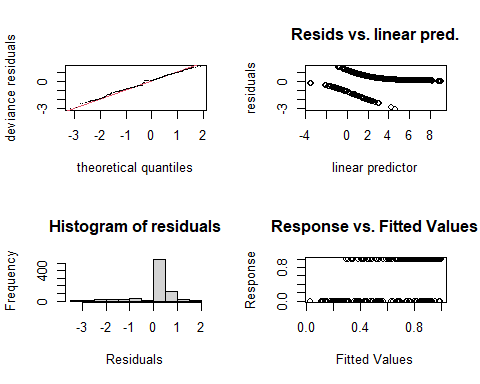 deviance residuals
-3 0
-3 -2 -1 0 1 2
theoretical quantiles
Resids vs. linear pred.
residuals
-3 0
-4 0 2 4 6 8
linear predictor
Histogram of residuals
Frequency
0 400
-3 -2 -1 0 1 2
Residuals
Response vs. Fitted Values
Response
0.0 0.8
0.0 0.4 0.8
Fitted Values